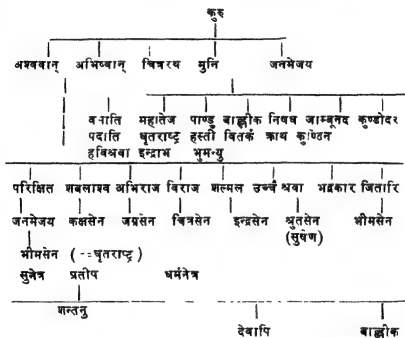 कुरु
अश्ववान् अभिष्वान् चित्ररथ मुनि जनमेजय
वनाति महातेज पाण्डु बाह्लीक निषध जाम्बूनद कुण्डोदर
पदाति धृतराष्ट्र हस्ती वितर्क क्राथ कुण्डिन
हविश्रवा इन्द्राभ भुमन्यु
परिक्षित शबलाश्व अभिराज विराज शल्मल उच्चैश्रवा भद्रकार जितारि
जनमेजय कक्षसेन उग्रसेन चित्रसेन इन्द्रसेन श्रुतसेन भीमसेन
(सुषेण)
भीमसेन (--धृतराष्ट्र)
सुनेत्र प्रतीप धर्मनेत्र
शन्तनु
देवापि बाह्लीक